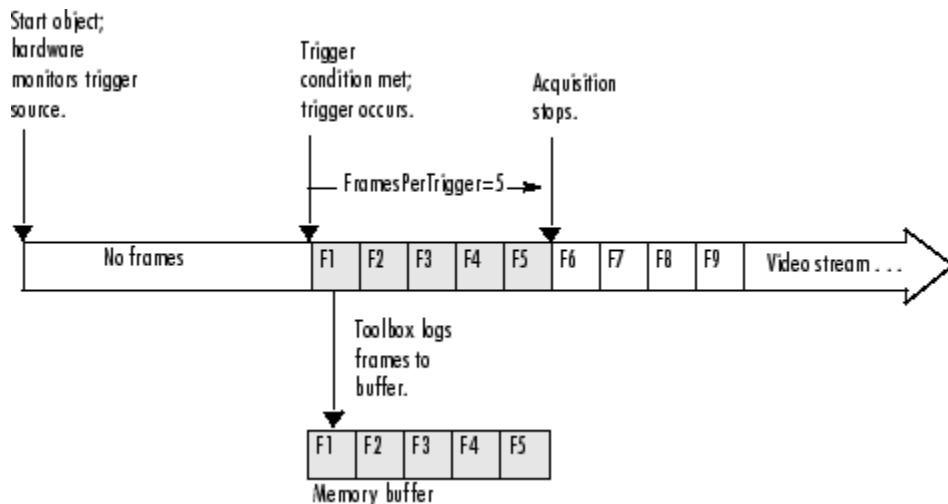 Start object;
hardware
monitors trigger
source.
Trigger
condition met;
trigger occurs.
Acquisition
stops.
FramesPerTrigger=5
No frames
F1 F2 F3 F4 F5 F6 F7 F8 F9 Video stream . . .
Toolbox logs
frames to
buffer.
F1 F2 F3 F4 F5
Memory buffer